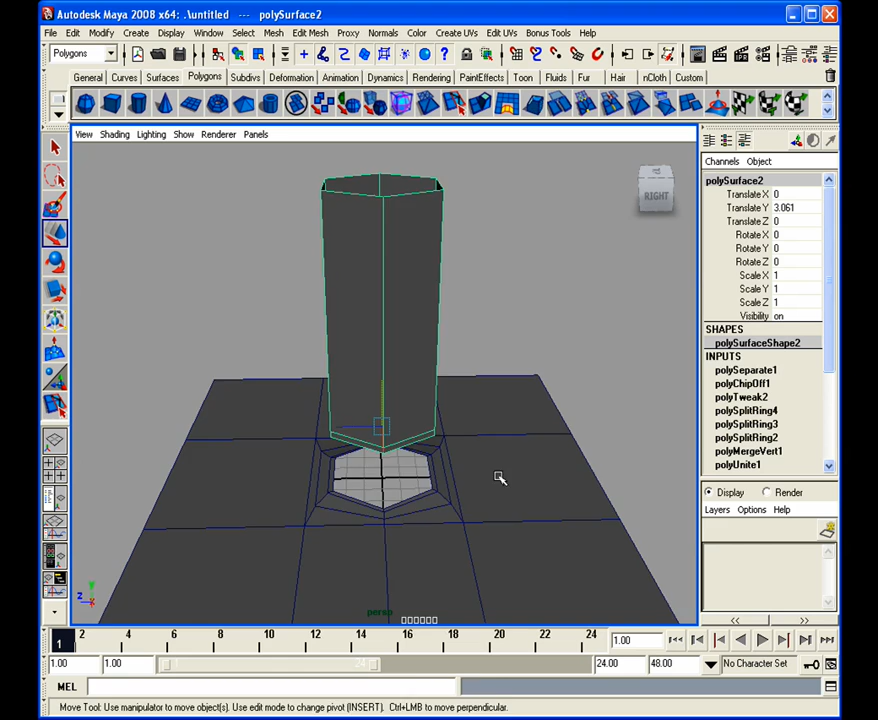 Autodesk Maya 2008 x64: .\untitled --- polySurface2
File Edit Modify Create Display Window Select Mesh Edit Mesh Proxy Normals Color Create UVs Edit UVs Bonus Tools Help
Polygons
General Curves Surfaces Polygons Subdivs Deformation Animation Dynamics Rendering PaintEffects Toon Fluids Fur Hair nCloth Custom
View Shading Lighting Show Renderer Panels
Channels Object
polySurface2
Translate X 0
Translate Y 3.061
Translate Z 0
Rotate X 0
Rotate Y 0
Rotate Z 0
Scale X 1
Scale Y 1
Scale Z 1
Visibility on
SHAPES
polySurfaceShape2
INPUTS
polySeparate1
polyChipOff1
polyTweak2
polySplitRing4
polySplitRing3
polySplitRing2
polyMergeVert1
polyUnite1
RIGHT
Display Render
Layers Options Help
z y x
persp
1 2 4 6 8 10 12 14 16 18 20 22 24 1.00
1.00 1.00 1 24 24.00 48.00 No Character Set
MEL
Move Tool: Use manipulator to move object(s). Use edit mode to change pivot (INSERT). Ctrl+LMB to move perpendicular.